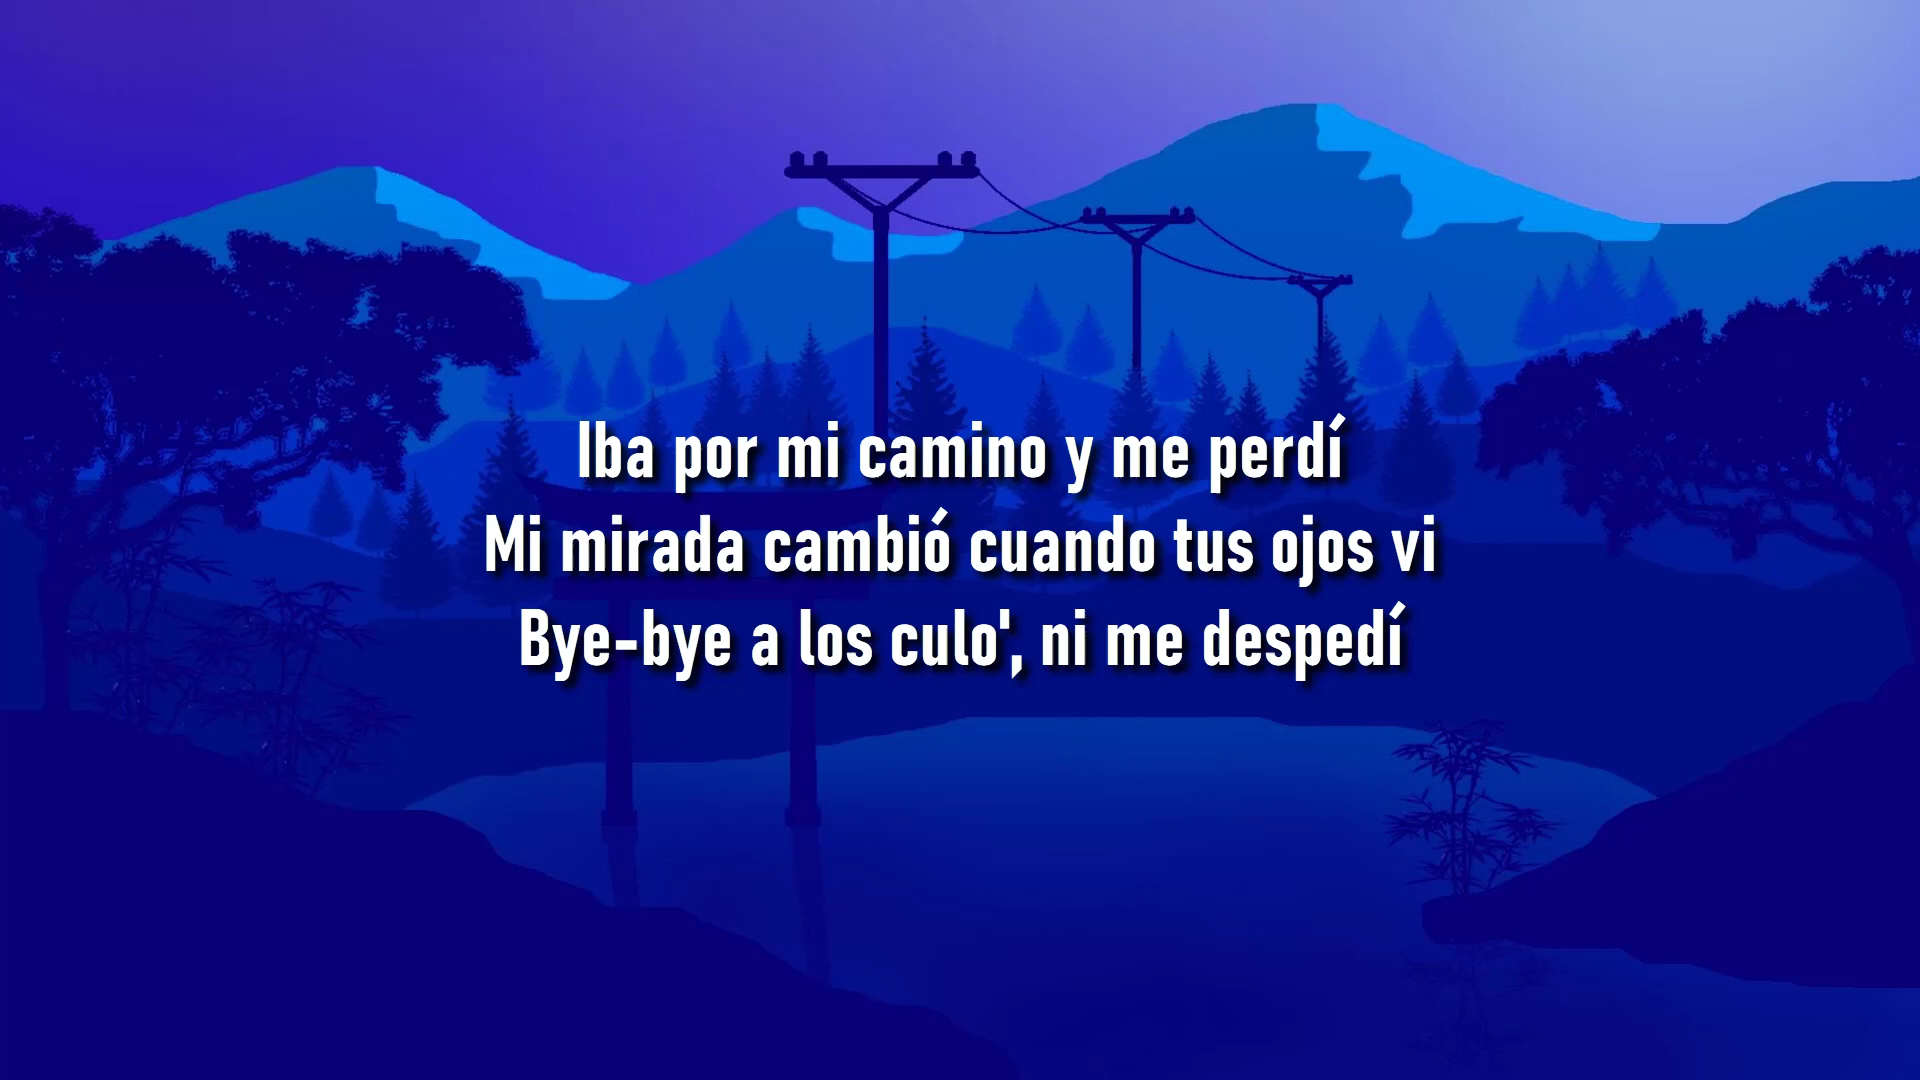 Iba por mi camino y me perdí
Mi mirada cambió cuando tus ojos vi
Bye-bye a los culo', ni me despedí